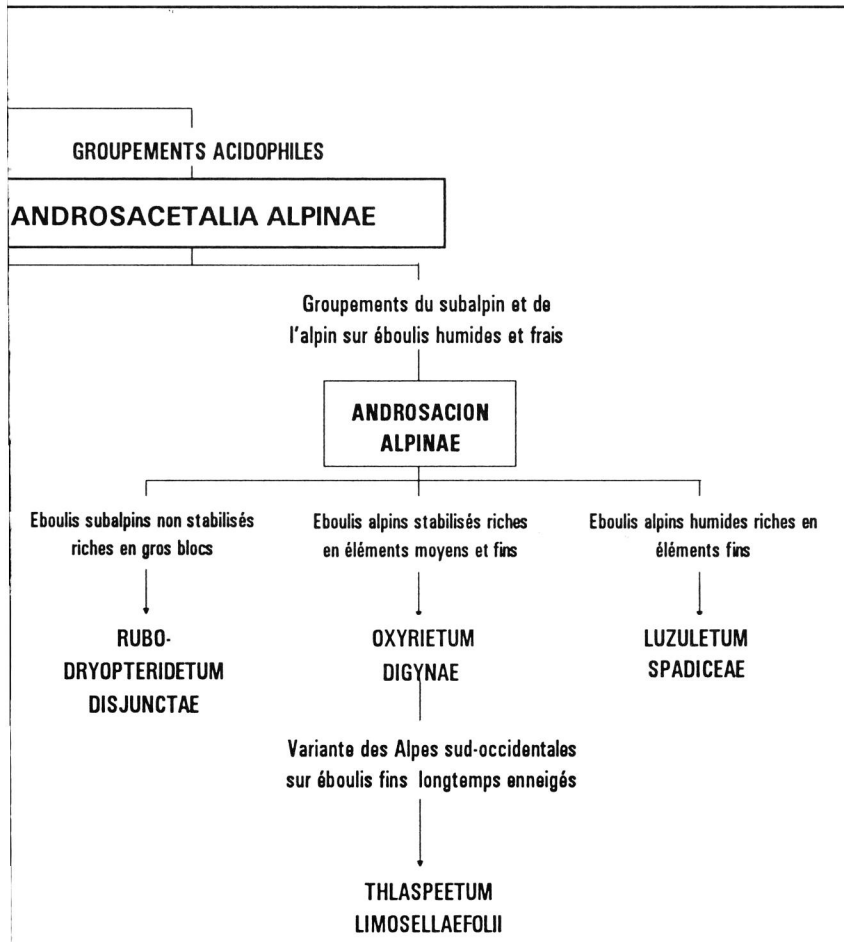 GROUPEMENTS ACIDOPHILES
ANDROSACETALIA ALPINAE
Groupements du subalpin et de
l'alpin sur éboulis humides et frais
ANDROSACION
ALPINAE
Eboulis subalpins non stabilisés
riches en gros blocs
Eboulis alpins stabilisés riches
en éléments moyens et fins
Eboulis alpins humides riches en
éléments fins
RUBO-
DRYOPTERIDETUM
DISJUNCTAE
OXYRIETUM
DIGYNAE
LUZULETUM
SPADICEAE
Variante des Alpes sud-occidentales
sur éboulis fins longtemps enneigés
THLASPEETUM
LIMOSELLAEFOLII